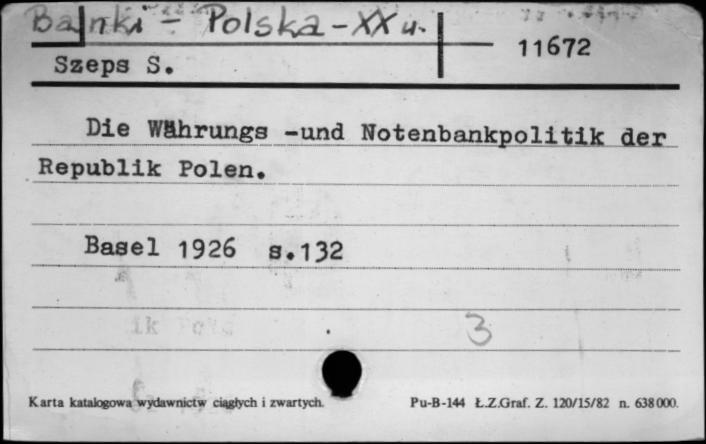 Banki - Polska - XX w.
11672
Szeps S.
Die Währungs -und Notenbankpolitik der
Republik Polen.
Basel 1926 s.132
3
Karta katalogowa wydawnictw ciągłych i zwartych.
Pu-B-144 Ł.Z.Graf. Z. 120/15/82 n. 638000.